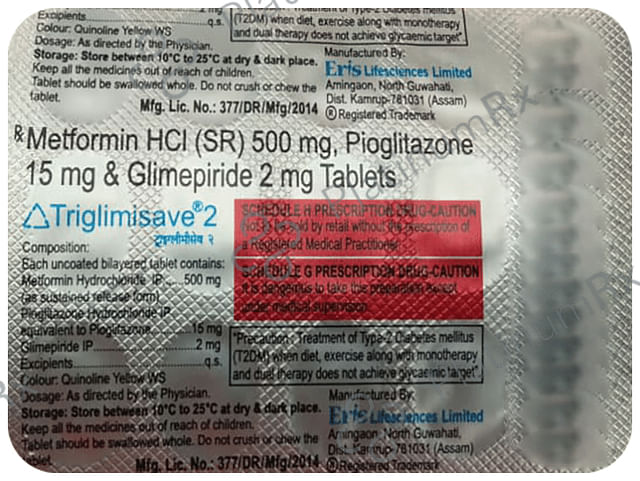 Excipients 2 mg
q.s.
Colour: Quinoline Yellow WS
Dosage: As directed by the Physician.
Storage: Store between 10°C to 25°C at dry & dark place.
Keep all the medicines out of reach of children.
Tablet should be swallowed whole. Do not crush or chew the
tablet.
Mfg. Lic. No.: 377/DR/Mfg/2014
Treatment of Type-2 Diabetes mellitus
(T2DM) when diet, exercise along with monotherapy
and dual therapy does not achieve glycaemic target".
Manufactured By:
Eris Lifesciences Limited
Amingaon, North Guwahati,
Dist. Kamrup-781031 (Assam)
® Registered Trademark
℞ Metformin HCl (SR) 500 mg, Pioglitazone
15 mg & Glimepiride 2 mg Tablets
Triglimisave® 2
ट्राइग्लीमीसेव २
SCHEDULE H PRESCRIPTION DRUG-CAUTION
Not to be sold by retail without the prescription of
a Registered Medical Practitioner.
SCHEDULE G PRESCRIPTION DRUG-CAUTION
It is dangerous to take this preparation except
under medical supervision.
Composition:
Each uncoated bilayered tablet contains:
Metformin Hydrochloride IP.... 500 mg
(as sustained release form)
Pioglitazone Hydrochloride IP
equivalent to Pioglitazone..........15 mg
Glimepiride IP..........................2 mg
Excipients................................q.s.
Colour: Quinoline Yellow WS
Dosage: As directed by the Physician.
Storage: Store between 10°C to 25°C at dry & dark place.
Keep all the medicines out of reach of children.
Tablet should be swallowed whole. Do not crush or chew the
tablet.
Mfg. Lic. No.: 377/DR/Mfg/2014
"Precaution : Treatment of Type-2 Diabetes mellitus
(T2DM) when diet, exercise along with monotherapy
and dual therapy does not achieve glycaemic target".
Manufactured By:
Eris Lifesciences Limited
Amingaon, North Guwahati,
Dist. Kamrup-781031 (Assam)
® Registered Trademark
PlatinumRx